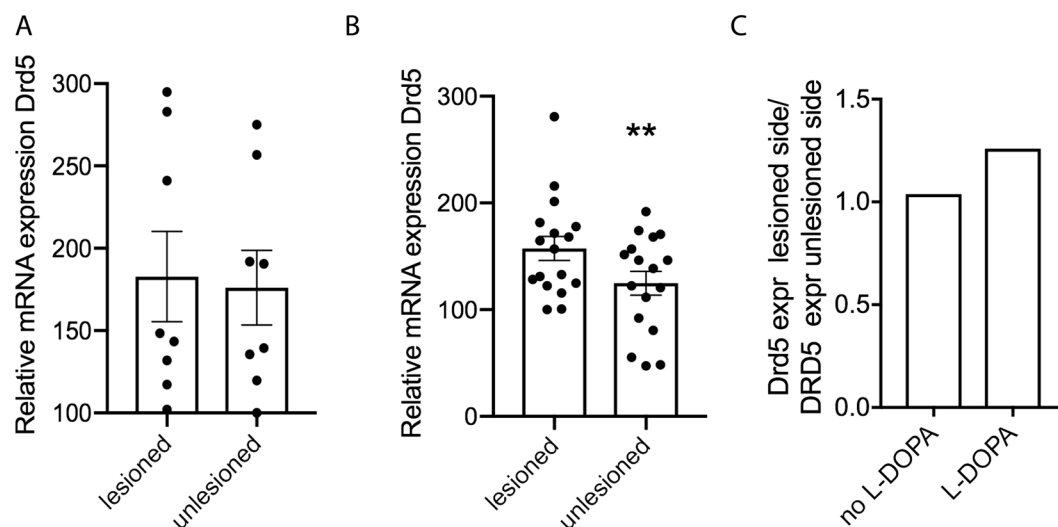 A
Relative mRNA expression Drd5
300
250
200
150
100
lesioned
unlesioned
B
Relative mRNA expression Drd5
300
200
100
0
**
lesioned
unlesioned
C
Drd5 expr lesioned side/
DRD5 expr unlesioned side
1.5
1.0
0.5
0.0
no L-DOPA
L-DOPA